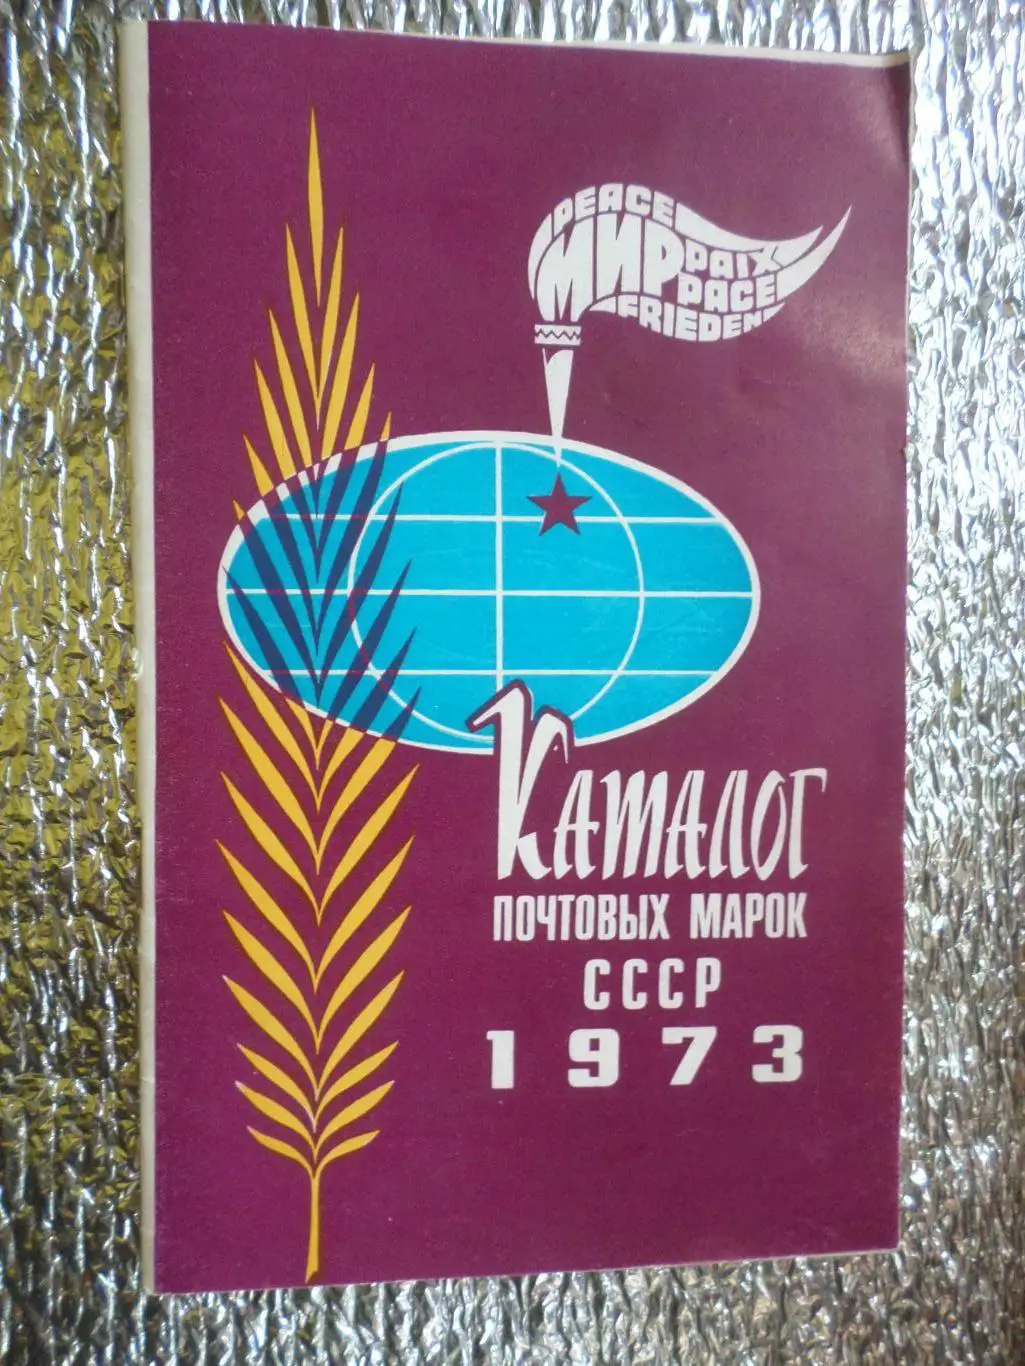 PEACE
МИР
PAIX
PACE
FRIEDEN
Каталог
ПОЧТОВЫХ МАРОК
СССР
1973